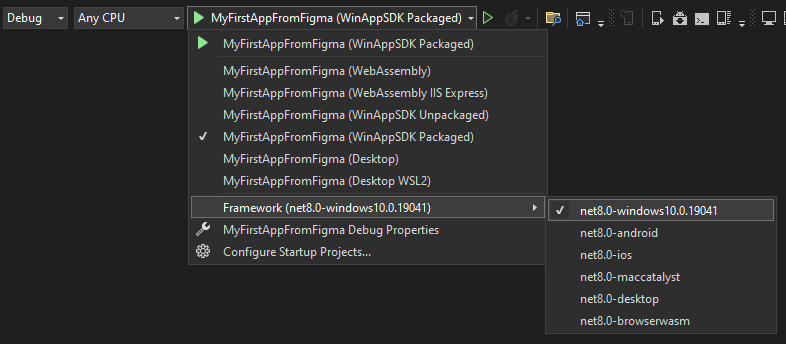 Debug
Any CPU
MyFirstAppFromFigma (WinAppSDK Packaged)
MyFirstAppFromFigma (WinAppSDK Packaged)
MyFirstAppFromFigma (WebAssembly)
MyFirstAppFromFigma (WebAssembly IIS Express)
MyFirstAppFromFigma (WinAppSDK Unpackaged)
MyFirstAppFromFigma (WinAppSDK Packaged)
MyFirstAppFromFigma (Desktop)
MyFirstAppFromFigma (Desktop WSL2)
Framework (net8.0-windows10.0.19041)
MyFirstAppFromFigma Debug Properties
Configure Startup Projects...
net8.0-windows10.0.19041
net8.0-android
net8.0-ios
net8.0-maccatalyst
net8.0-desktop
net8.0-browserwasm